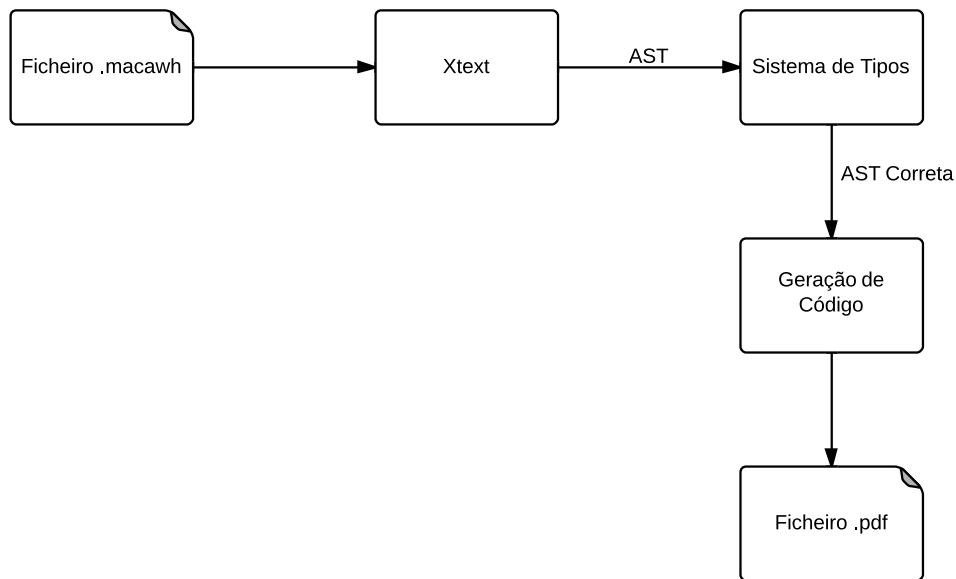 Ficheiro .macawh
Xtext
AST
Sistema de Tipos
AST Correta
Geração de
Código
Ficheiro .pdf